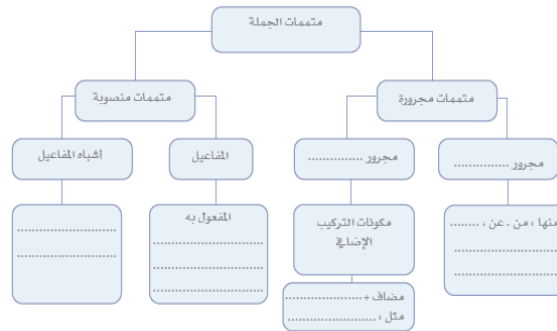 متممات الجملة
متممات مجرورة
متممات منصوبة
مجرور ...............
مجرور ...............
المفاعيل
أشباه المفاعيل
منها ، من ، عن ، ........
.........................
.........................
مكونات التركيب
الإضافي
مضاف + ........................
مثل : ........................
المفعول به
.........................
.........................
.........................
.........................
.........................